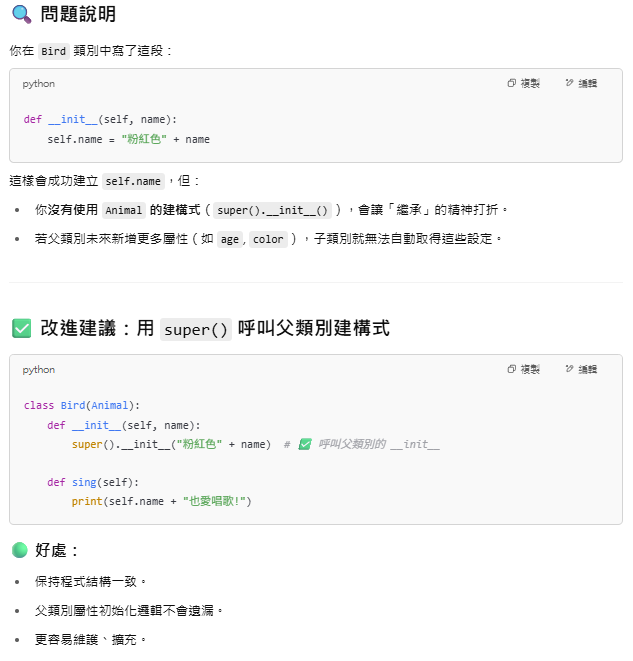 🔍 問題說明
你在 Bird 類別中寫了這段：
python 複製 編輯
def __init__(self, name):
    self.name = "粉紅色" + name
這樣會成功建立 self.name，但：
• 你沒有使用 Animal 的建構式（super().__init__()），會讓「繼承」的精神打折。
• 若父類別未來新增更多屬性（如 age, color），子類別就無法自動取得這些設定。
✅ 改進建議：用 super() 呼叫父類別建構式
python 複製 編輯
class Bird(Animal):
    def __init__(self, name):
        super().__init__("粉紅色" + name)  # ✅ 呼叫父類別的 __init__
    def sing(self):
        print(self.name + "也愛唱歌!")
🟢 好處：
• 保持程式結構一致。
• 父類別屬性初始化邏輯不會遺漏。
• 更容易維護、擴充。